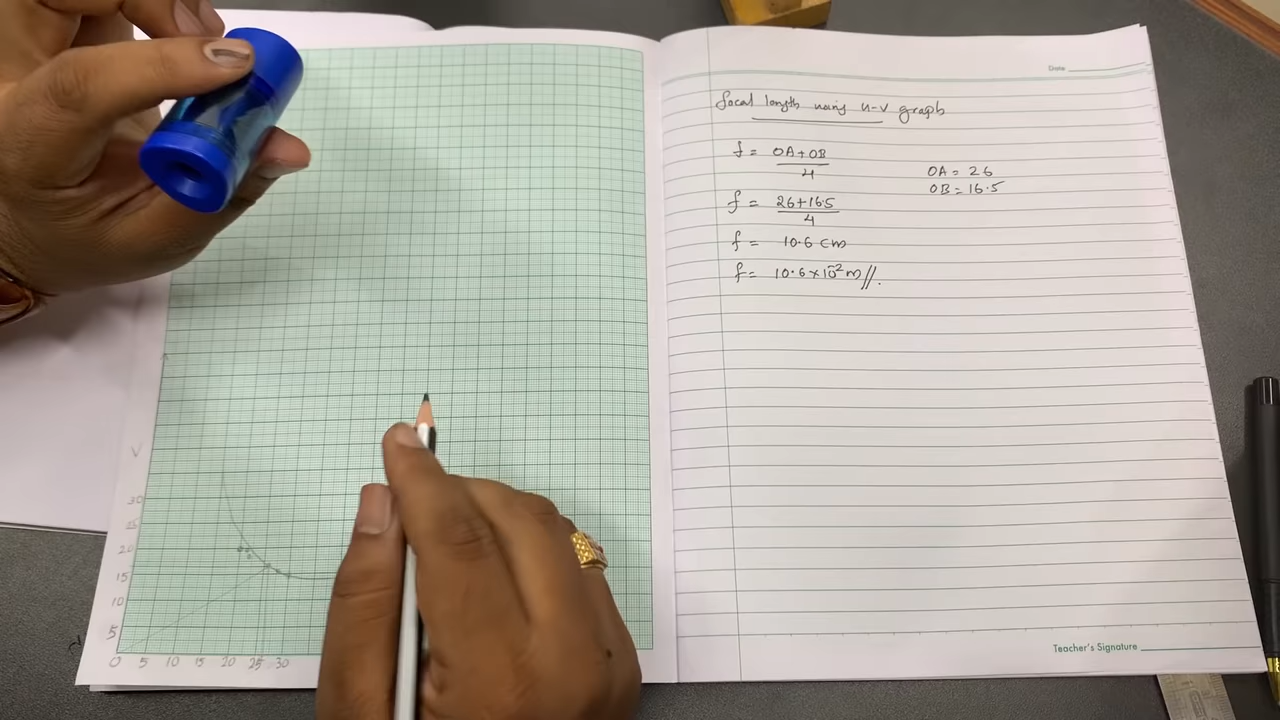 Date
focal length using u-v graph
f = OA+OB
4
OA = 26
OB = 16.5
f = 26+16.5
4
f = 10.6 cm
f = 10.6×10⁻²m//.
V
30
25
20
15
10
5
0 5 10 15 20 25 30
Teacher's Signature